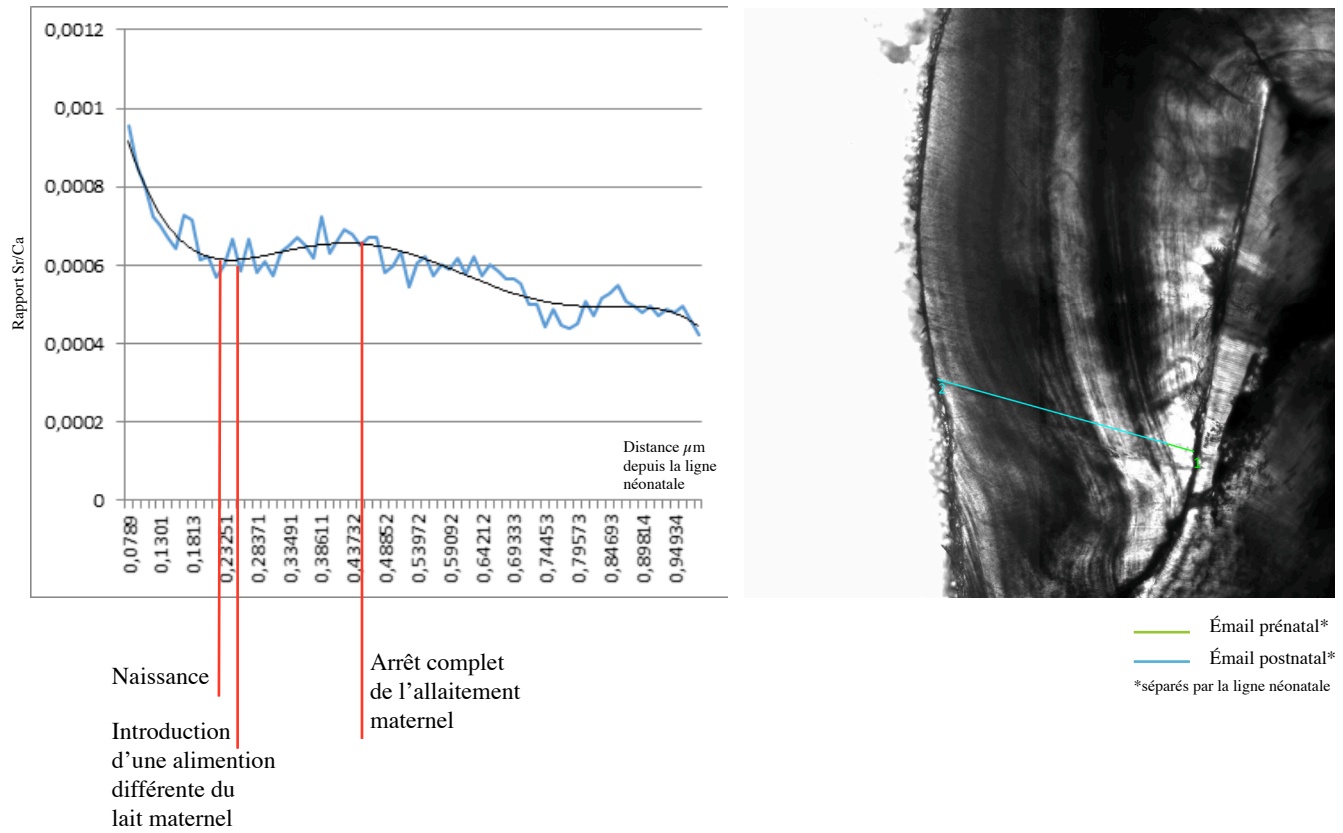 0,0012
0,001
0,0008
0,0006
0,0004
0,0002
0
Rapport Sr/Ca
Distance µm
depuis la ligne
néonatale
0,0789
0,1301
0,1813
0,23251
0,28371
0,33491
0,38611
0,43732
0,48852
0,53972
0,59092
0,64212
0,69333
0,74453
0,79573
0,84693
0,89814
0,94934
Naissance
Introduction
d'une alimention
différente du
lait maternel
Arrêt complet
de l'allaitement
maternel
2
1
Émail prénatal*
Émail postnatal*
*séparés par la ligne néonatale